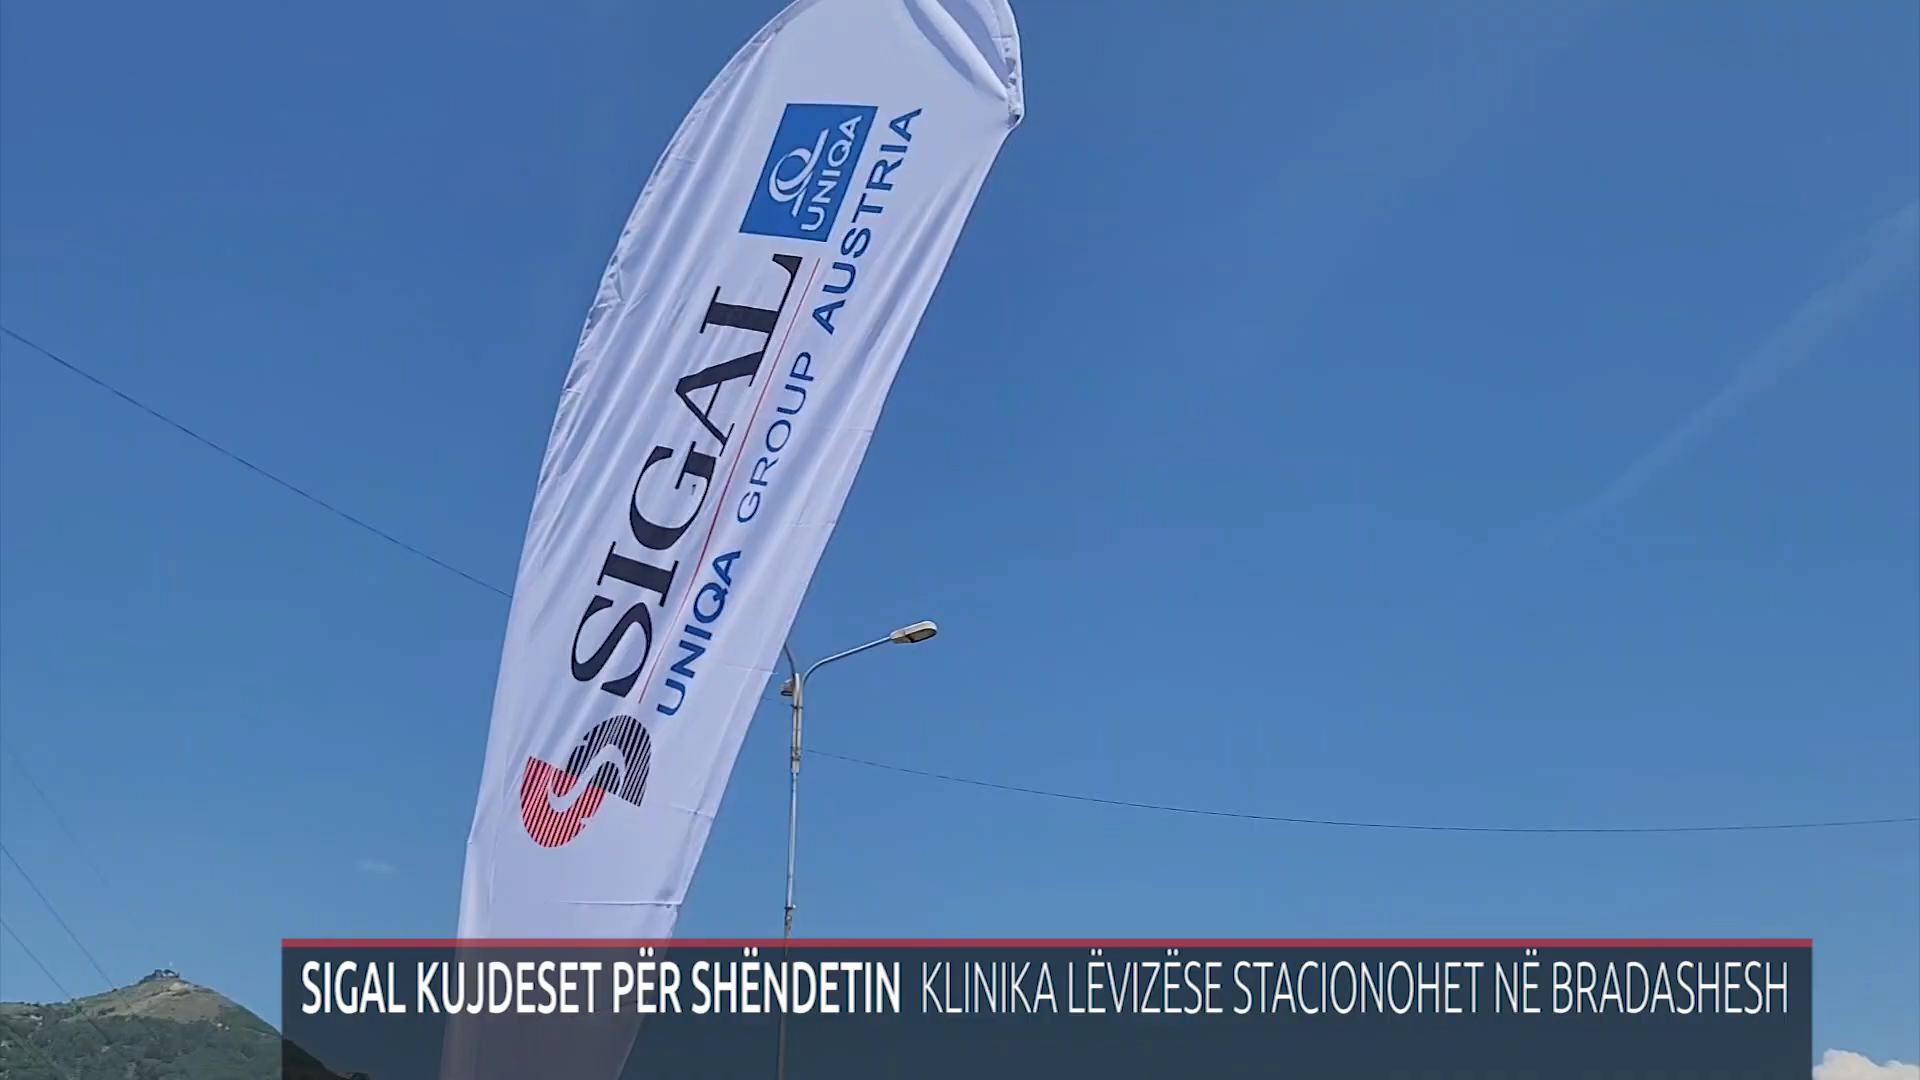 UNIQA
SIGAL
UNIQA GROUP AUSTRIA
SIGAL KUJDESET PËR SHËNDETIN KLINIKA LËVIZËSE STACIONOHET NË BRADASHESH